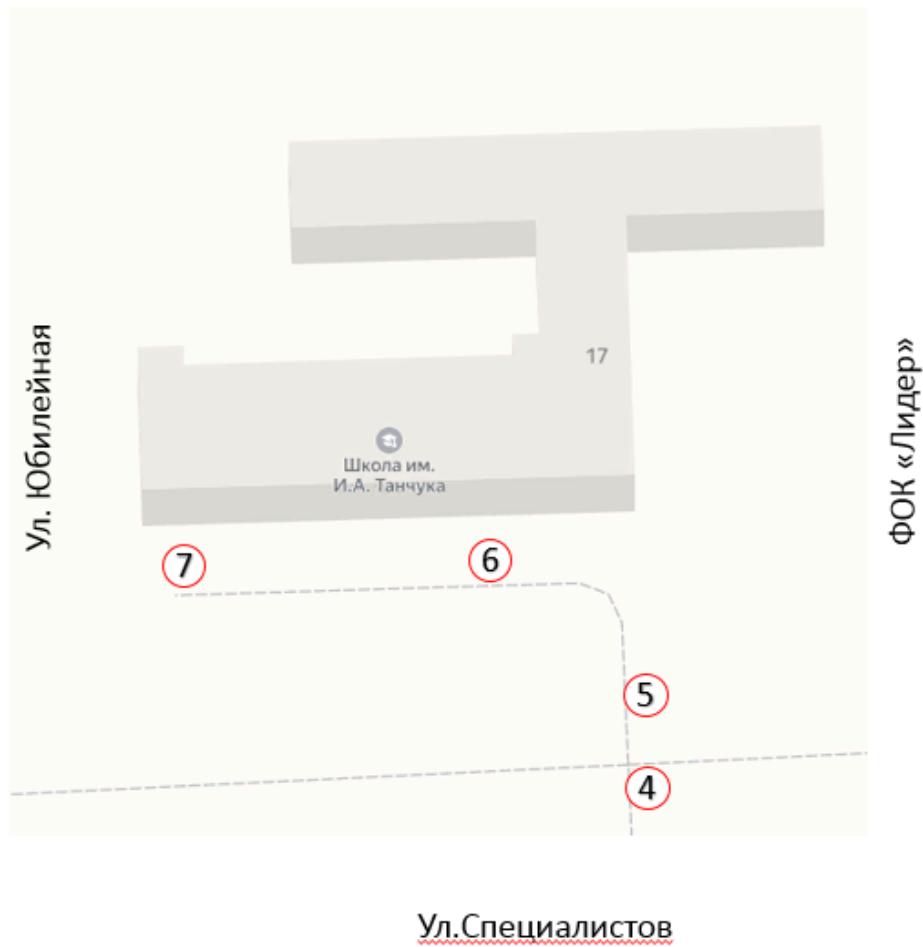 Ул. Юбилейная
17
Школа им.
И.А. Танчука
ФОК «Лидер»
7
6
5
4
Ул.Специалистов